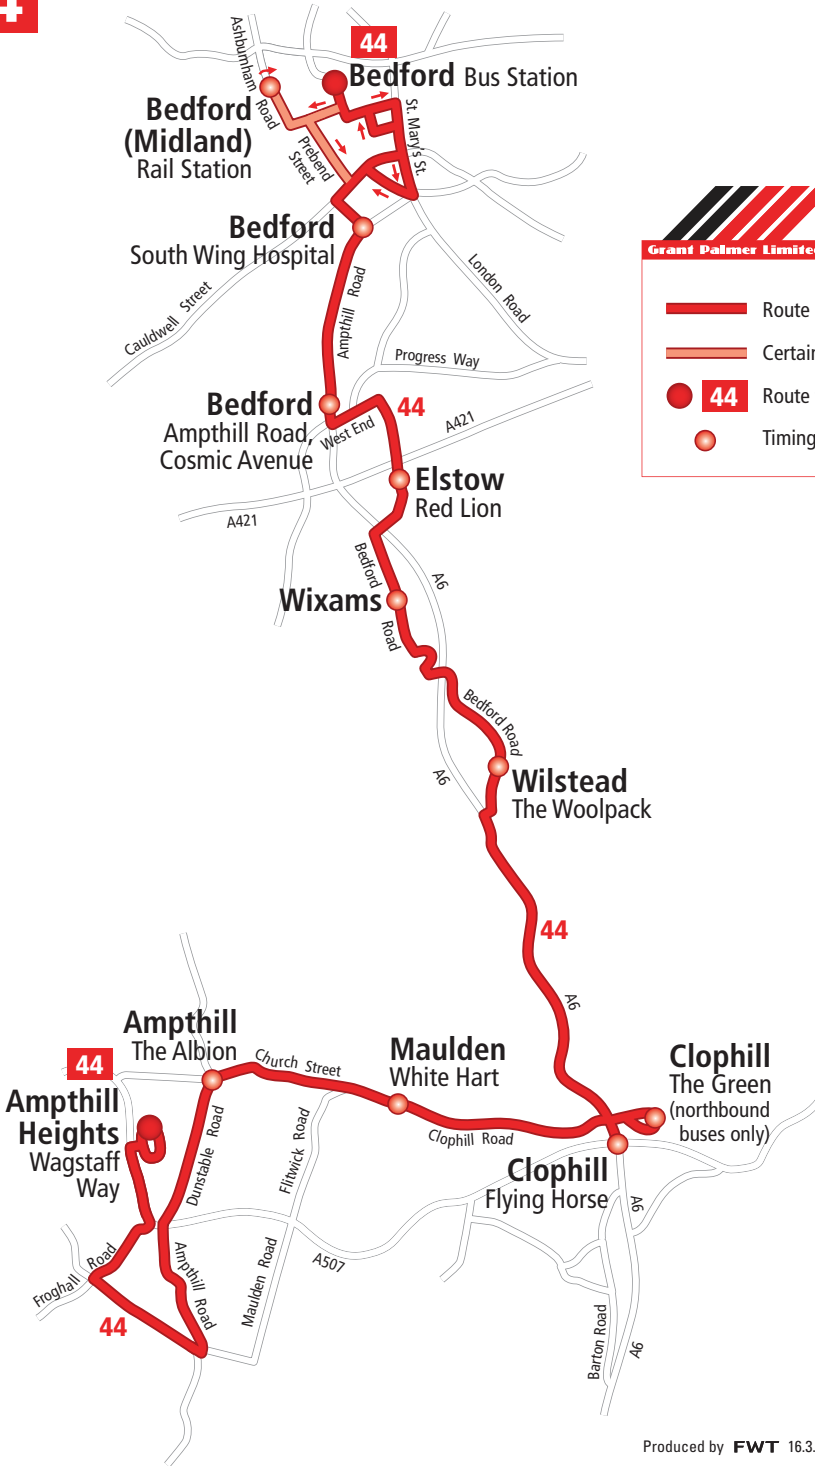 4
44
Bedford Bus Station
Ashburnham Road
St. Mary's St.
Bedford
(Midland)
Rail Station
Prebend
Street
Bedford
South Wing Hospital
Cauldwell Street
Ampthill Road
London Road
Progress Way
Grant Palmer Limited
Route
Certain
44 Route
Timing
Bedford
Ampthill Road,
Cosmic Avenue
44
West End
A421
A421
Elstow
Red Lion
Bedford
Road
A6
Wixams
Bedford Road
A6
Wilstead
The Woolpack
44
A6
Ampthill
The Albion
Church Street
Maulden
White Hart
Clophill
The Green
(northbound
buses only)
44
Ampthill
Heights
Wagstaff
Way
Dunstable Road
Flitwick Road
Clophill Road
Clophill
Flying Horse
A6
Froghall Road
Ampthill Road
Maulden Road
A507
44
Barton Road
A6
Produced by FWT 16.3.